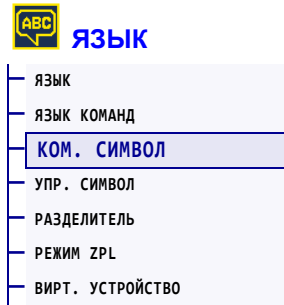 ABC
ЯЗЫК
ЯЗЫК
ЯЗЫК КОМАНД
КОМ. СИМВОЛ
УПР. СИМВОЛ
РАЗДЕЛИТЕЛЬ
РЕЖИМ ZPL
ВИРТ. УСТРОЙСТВО